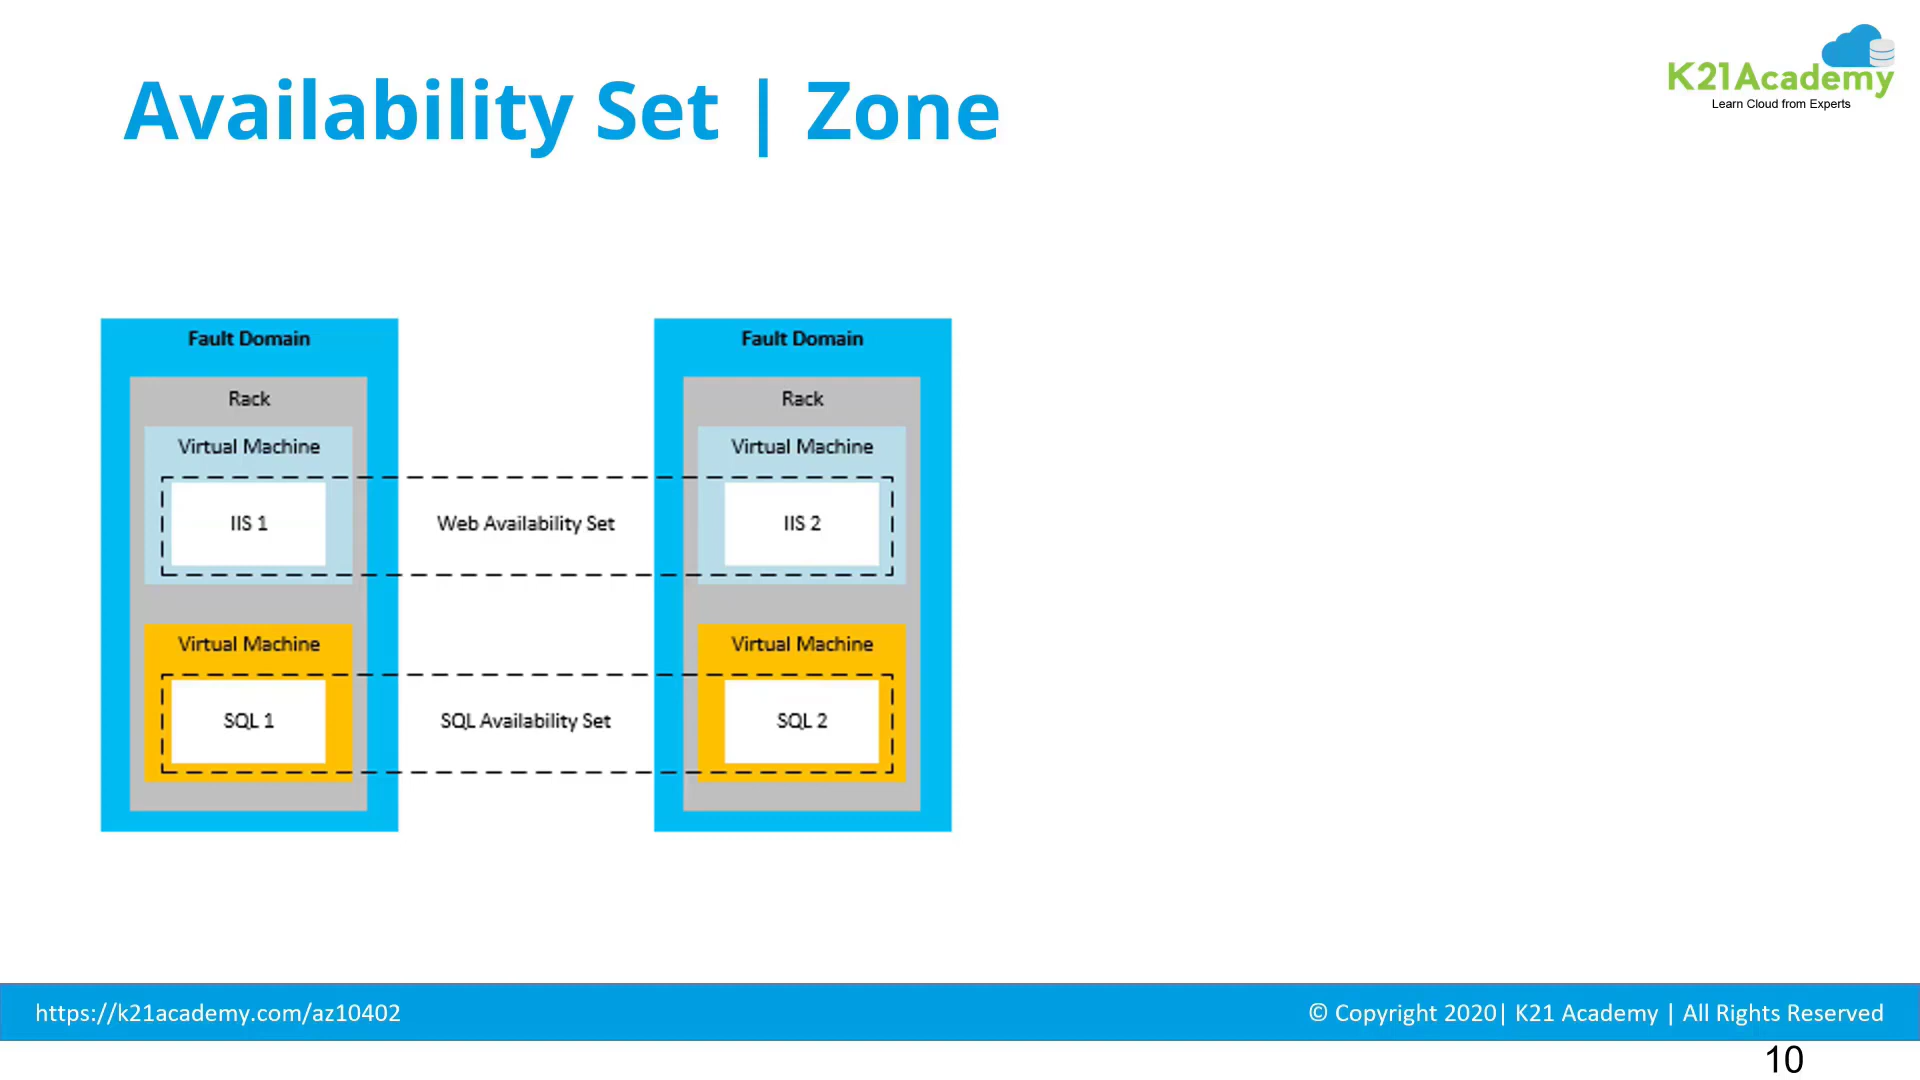 K21Academy
Learn Cloud from Experts
Availability Set | Zone
Fault Domain
Rack
Virtual Machine
IIS 1
Virtual Machine
SQL 1
Web Availability Set
SQL Availability Set
Fault Domain
Rack
Virtual Machine
IIS 2
Virtual Machine
SQL 2
https://k21academy.com/az10402
© Copyright 2020| K21 Academy | All Rights Reserved
10